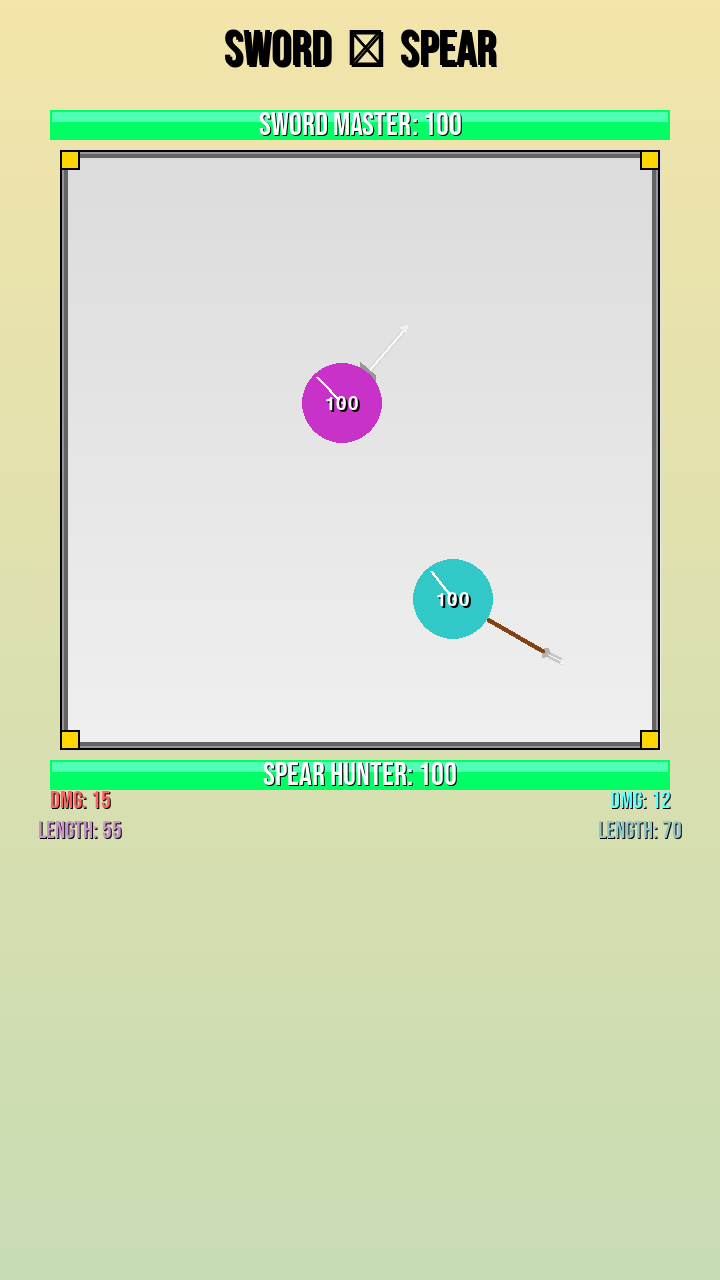 SWORD ☒ SPEAR
SWORD MASTER: 100
100
100
SPEAR HUNTER: 100
DMG: 15
DMG: 12
LENGTH: 55
LENGTH: 70